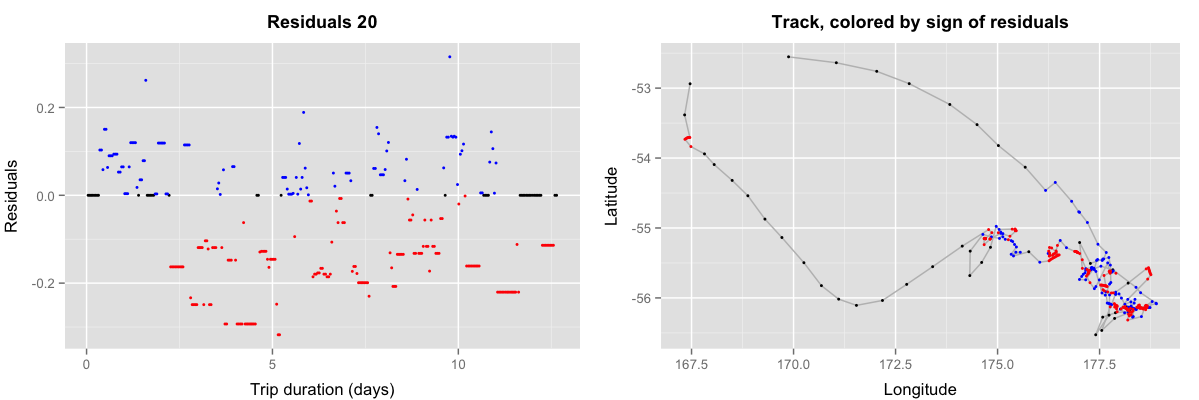 Residuals 20
Residuals
0.2
0.0
-0.2
0
5
10
Trip duration (days)
Track, colored by sign of residuals
Latitude
-53
-54
-55
-56
167.5
170.0
172.5
175.0
177.5
Longitude